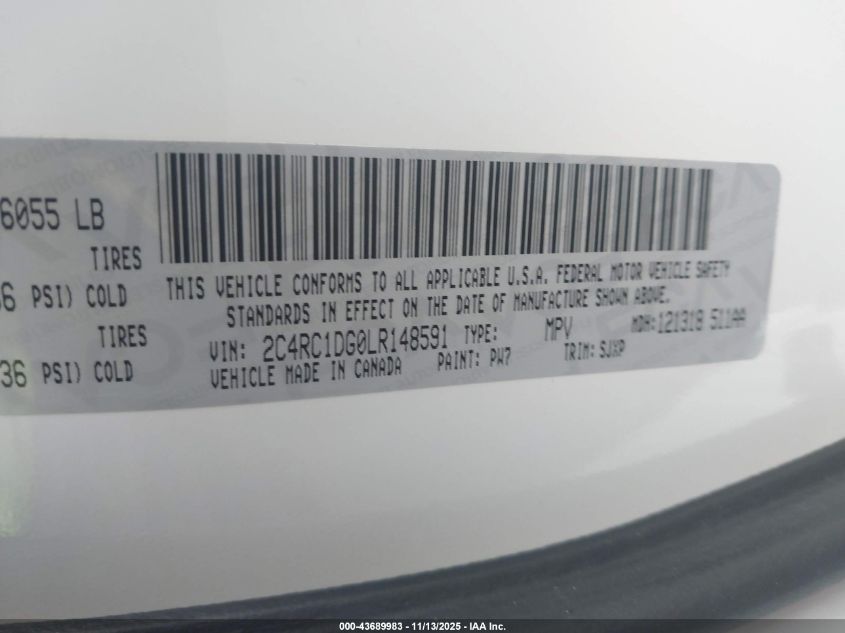 6055 LB
TIRES
36 PSI) COLD
TIRES
36 PSI) COLD
THIS VEHICLE CONFORMS TO ALL APPLICABLE U.S.A. FEDERAL MOTOR VEHICLE SAFETY
STANDARDS IN EFFECT ON THE DATE OF MANUFACTURE SHOWN ABOVE.
VIN: 2C4RC1DG0LR148591 TYPE: MPV MDH: 121318 511AA
VEHICLE MADE IN CANADA PAINT: PW7 TRIM: SJXP
000-43689983 - 11/13/2025 - IAA Inc.